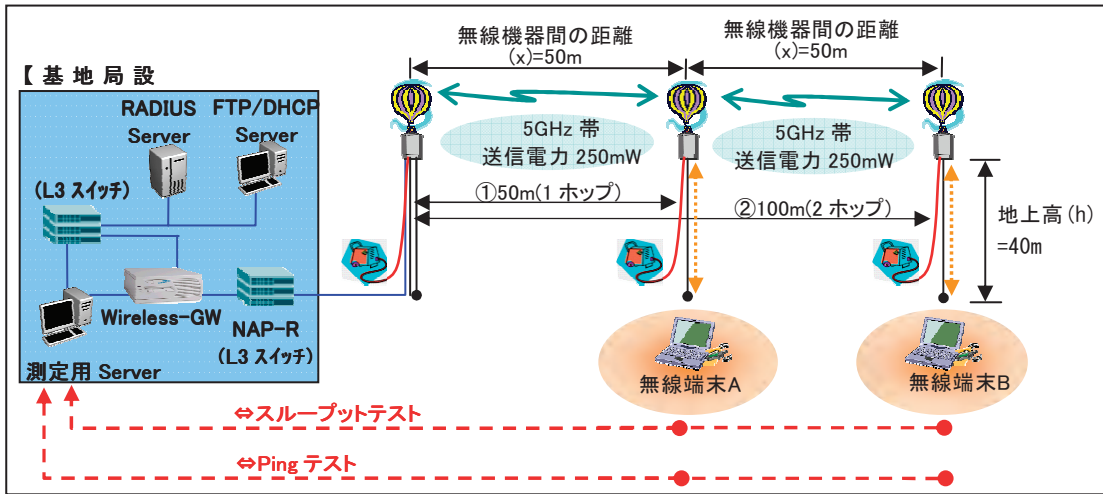 無線機器間の距離
(x)=50m
無線機器間の距離
(x)=50m
【 基 地 局 設
RADIUS
Server
FTP/DHCP
Server
(L3 スイッチ)
Wireless-GW
NAP-R
(L3 スイッチ)
測定用 Server
5GHz 帯
送信電力 250mW
5GHz 帯
送信電力 250mW
①50m(1 ホップ)
②100m(2 ホップ)
地上高(h)
=40m
無線端末A
無線端末B
⇔スループットテスト
⇔Ping テスト